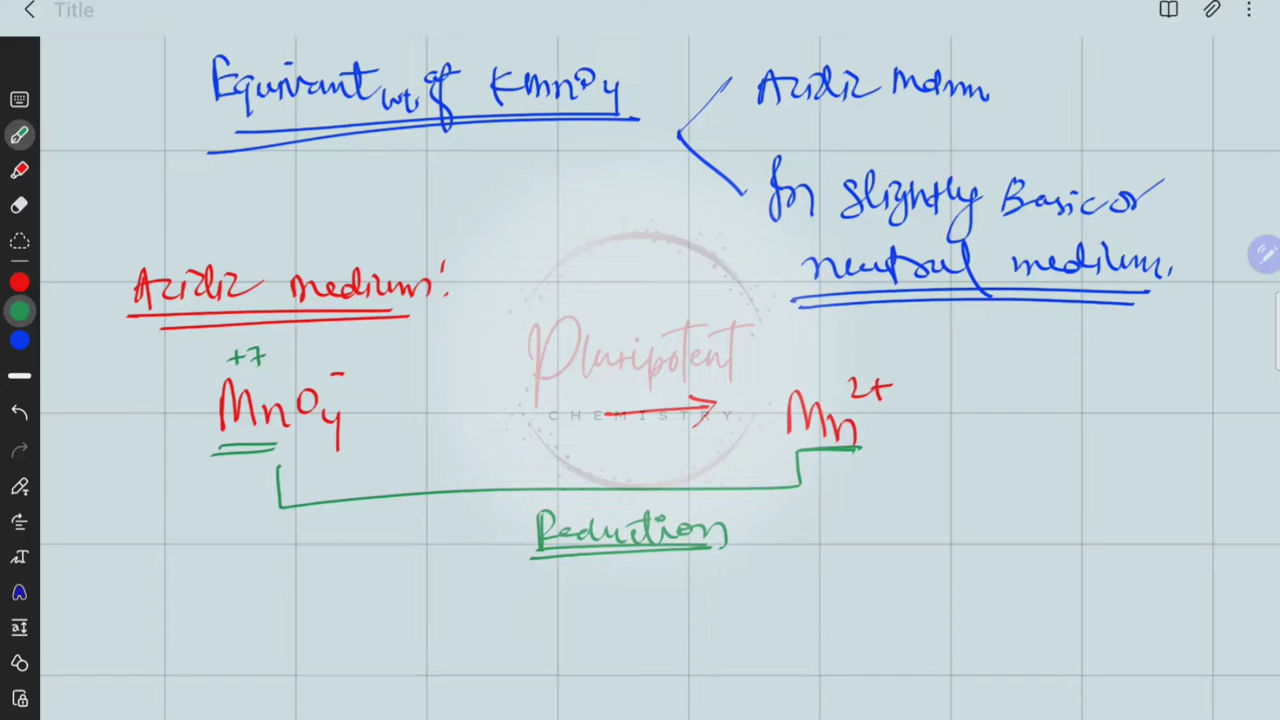 Title
Equivant wt. of KMnO4
Acidic Medium
for slightly Basic or
neutral medium.
Acidic medium:
+7
MnO4⁻ → Mn²⁺
Reduction
Pluripotent
CHEMISTRY